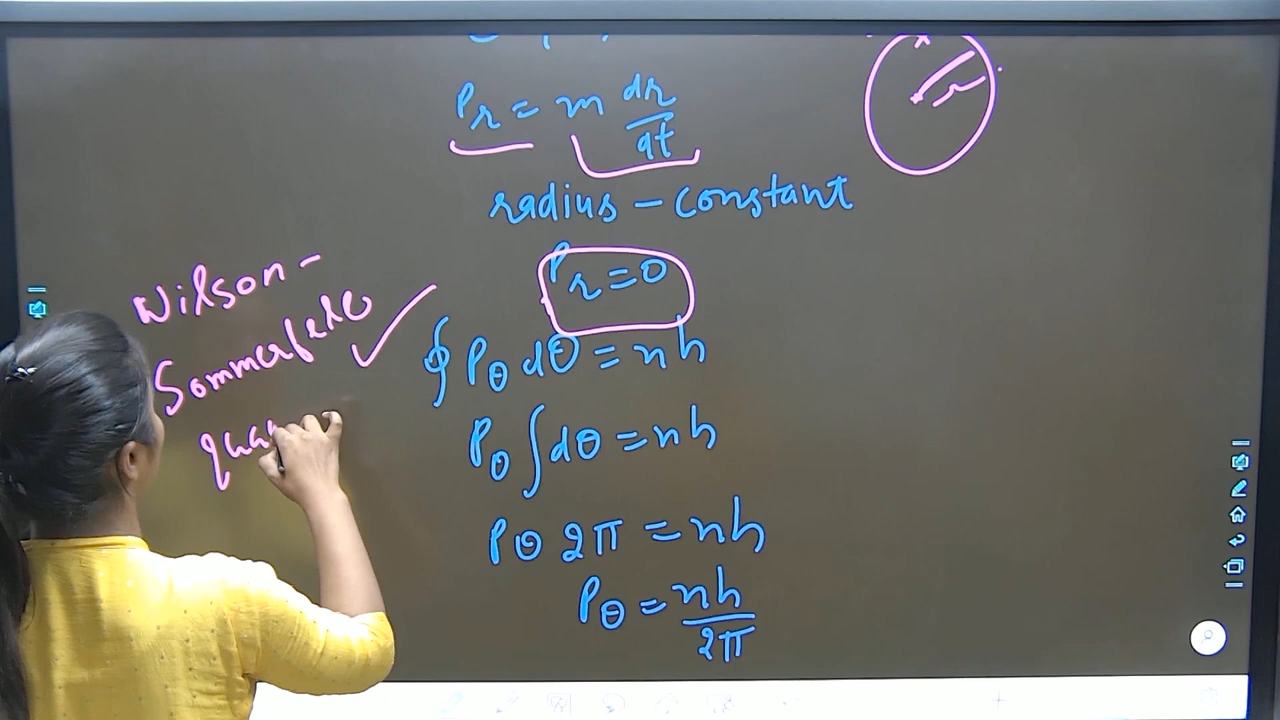 Pr = m dr/dt
radius - constant
Pr = 0
Wilson -
Sommerfeld
∮ Pθ dθ = nh
Pθ ∫ dθ = nh
Pθ 2π = nh
Pθ = nh/2π